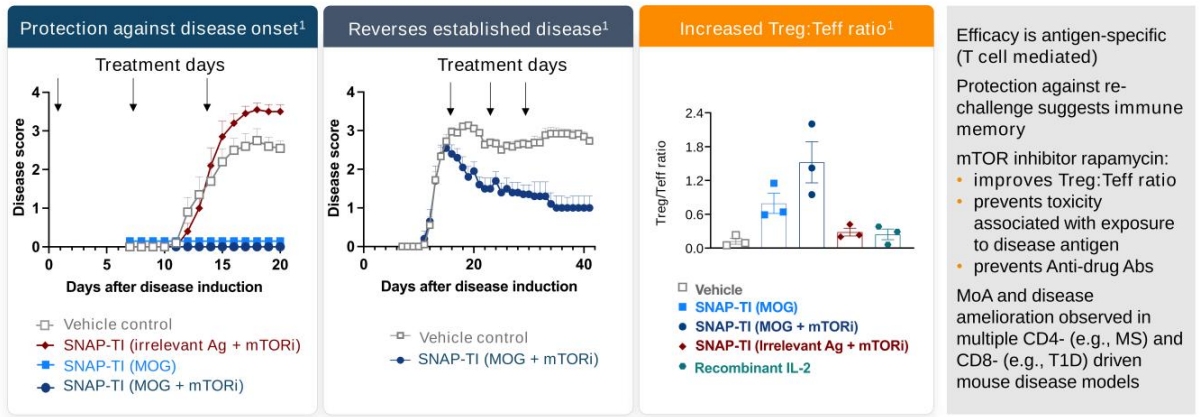 Protection against disease onset1
Treatment days
4
3
2
1
0
Disease score
0 5 10 15 20
Days after disease induction
Vehicle control
SNAP-TI (irrelevant Ag + mTORi)
SNAP-TI (MOG)
SNAP-TI (MOG + mTORi)
Reverses established disease1
Treatment days
4
3
2
1
0
Disease score
0 10 20 30 40
Days after disease induction
Vehicle control
SNAP-TI (MOG + mTORi)
Increased Treg:Teff ratio1
2.4
1.8
1.2
0.6
0.0
Treg/Teff ratio
Vehicle
SNAP-TI (MOG)
SNAP-TI (MOG + mTORi)
SNAP-TI (Irrelevant Ag + mTORi)
Recombinant IL-2
Efficacy is antigen-specific
(T cell mediated)
Protection against re-
challenge suggests immune
memory
mTOR inhibitor rapamycin:
• improves Treg:Teff ratio
• prevents toxicity
associated with exposure
to disease antigen
• prevents Anti-drug Abs
MoA and disease
amelioration observed in
multiple CD4- (e.g., MS) and
CD8- (e.g., T1D) driven
mouse disease models